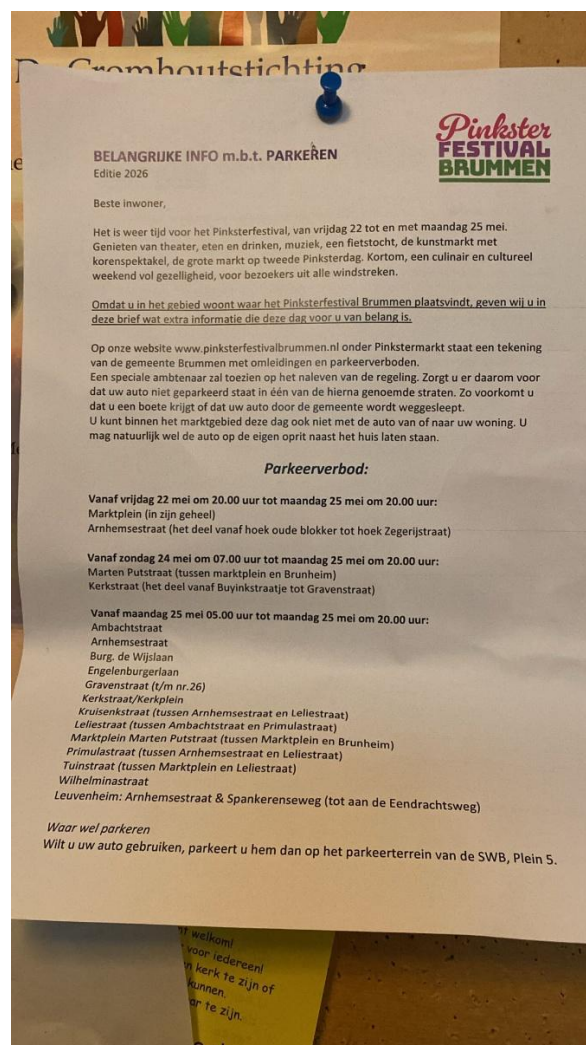 De Cromhoutstichting
Pinkster
FESTIVAL
BRUMMEN
BELANGRIJKE INFO m.b.t. PARKEREN
Editie 2026
Beste inwoner,
Het is weer tijd voor het Pinksterfestival, van vrijdag 22 tot en met maandag 25 mei.
Genieten van theater, eten en drinken, muziek, een fietstocht, de kunstmarkt met
korenspektakel, de grote markt op tweede Pinksterdag. Kortom, een culinair en cultureel
weekend vol gezelligheid, voor bezoekers uit alle windstreken.
Omdat u in het gebied woont waar het Pinksterfestival Brummen plaatsvindt, geven wij u in
deze brief wat extra informatie die deze dag voor u van belang is.
Op onze website www.pinksterfestivalbrummen.nl onder Pinkstermarkt staat een tekening
van de gemeente Brummen met omleidingen en parkeerverboden.
Een speciale ambtenaar zal toezien op het naleven van de regeling. Zorgt u er daarom voor
dat uw auto niet geparkeerd staat in één van de hierna genoemde straten. Zo voorkomt u
dat u een boete krijgt of dat uw auto door de gemeente wordt weggesleept.
U kunt binnen het marktgebied deze dag ook niet met de auto van of naar uw woning. U
mag natuurlijk wel de auto op de eigen oprit naast het huis laten staan.
Parkeerverbod:
Vanaf vrijdag 22 mei om 20.00 uur tot maandag 25 mei om 20.00 uur:
Marktplein (in zijn geheel)
Arnhemsestraat (het deel vanaf hoek oude blokker tot hoek Zegerijstraat)
Vanaf zondag 24 mei om 07.00 uur tot maandag 25 mei om 20.00 uur:
Marten Putstraat (tussen marktplein en Brunheim)
Kerkstraat (het deel vanaf Buyinkstraatje tot Gravenstraat)
Vanaf maandag 25 mei 05.00 uur tot maandag 25 mei om 20.00 uur:
Ambachtstraat
Arnhemsestraat
Burg. de Wijslaan
Engelenburgerlaan
Gravenstraat (t/m nr.26)
Kerkstraat/Kerkplein
Kruisenkstraat (tussen Arnhemsestraat en Leliestraat)
Leliestraat (tussen Ambachtstraat en Primulastraat)
Marktplein Marten Putstraat (tussen Marktplein en Brunheim)
Primulastraat (tussen Arnhemsestraat en Leliestraat)
Tuinstraat (tussen Marktplein en Leliestraat)
Wilhelminastraat
Leuvenheim: Arnhemsestraat & Spankerenseweg (tot aan de Eendrachtsweg)
Waar wel parkeren
Wilt u uw auto gebruiken, parkeert u hem dan op het parkeerterrein van de SWB, Plein 5.
welkom!
voor iedereen!
kerk te zijn of
kunnen.
te zijn.